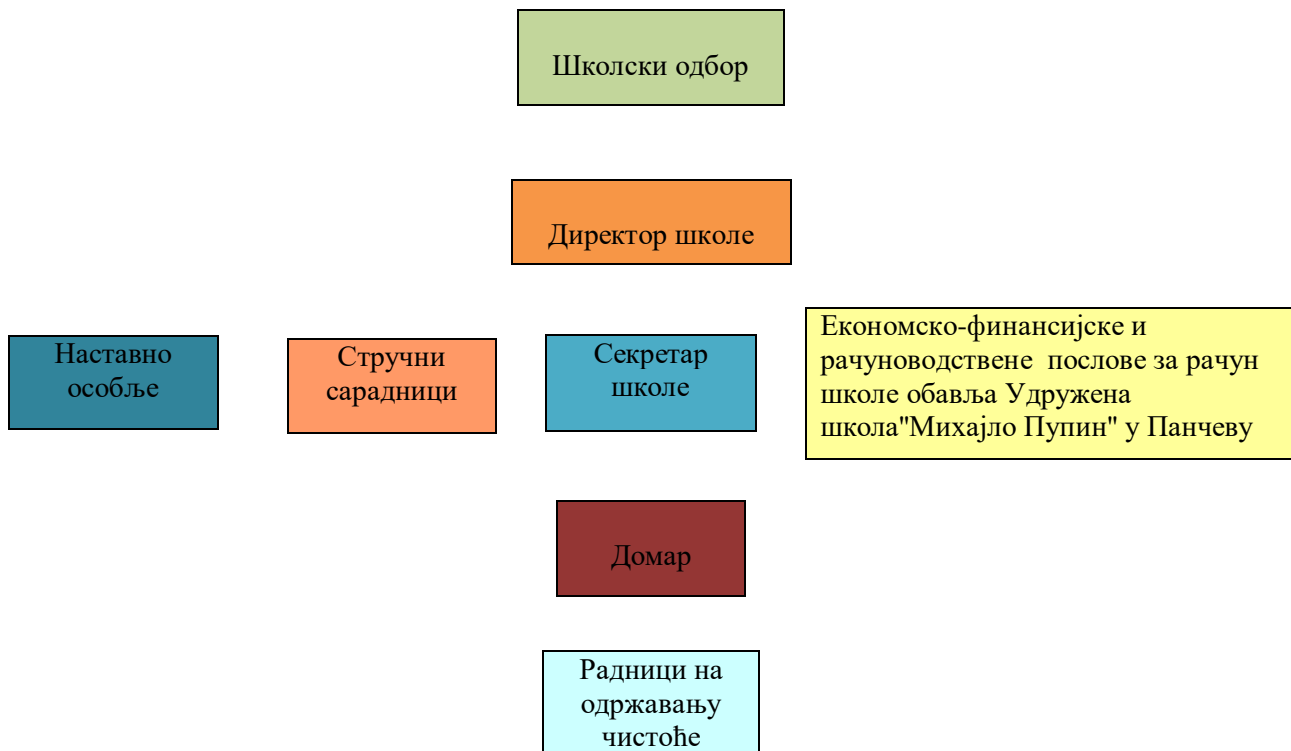 Школски одбор
Директор школе
Наставно
особље
Стручни
сарадници
Секретар
школе
Економско-финансијске и
рачуноводствене послове за рачун
школе обавља Удружена
школа"Михајло Пупин" у Панчеву
Домар
Радници на
одржавању
чистоће